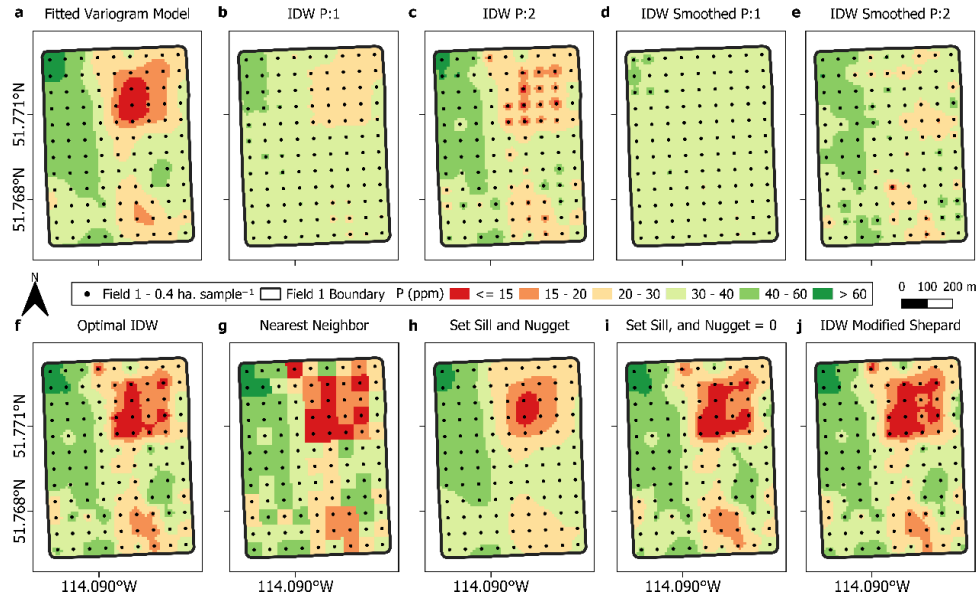 a Fitted Variogram Model
b IDW P:1
c IDW P:2
d IDW Smoothed P:1
e IDW Smoothed P:2
51.771°N
51.768°N
N
Field 1 - 0.4 ha. sample⁻¹ Field 1 Boundary P (ppm) <= 15 15 - 20 20 - 30 30 - 40 40 - 60 > 60
0 100 200 m
f Optimal IDW
g Nearest Neighbor
h Set Sill and Nugget
i Set Sill, and Nugget = 0
j IDW Modified Shepard
51.771°N
51.768°N
114.090°W 114.090°W 114.090°W 114.090°W 114.090°W